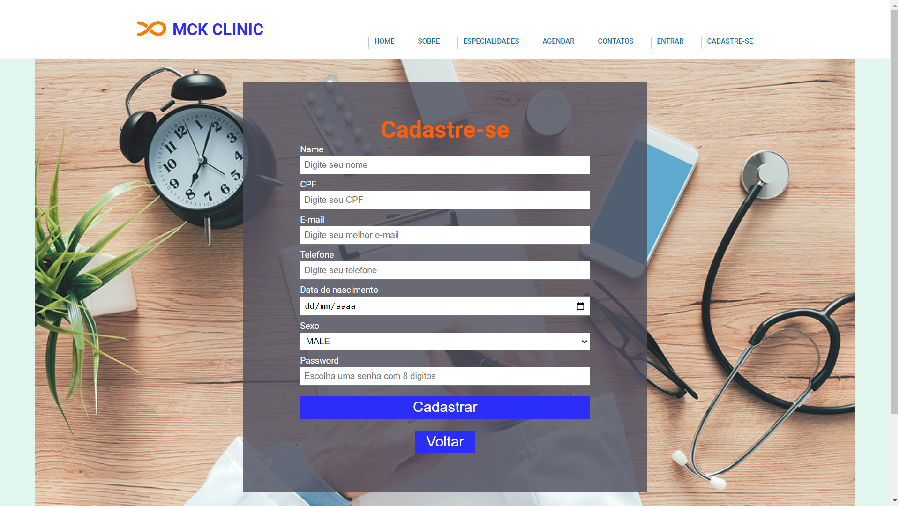 MCK CLINIC
HOME SOBRE ESPECIALIDADES AGENDAR CONTATOS ENTRAR CADASTRE-SE
Cadastre-se
Name
Digite seu nome
CPF
Digite seu CPF
E-mail
Digite seu melhor e-mail
Telefone
Digite seu telefone
Data de nascimento
dd/mm/aaaa
Sexo
MALE
Password
Escolha uma senha com 8 digitos
Cadastrar
Voltar